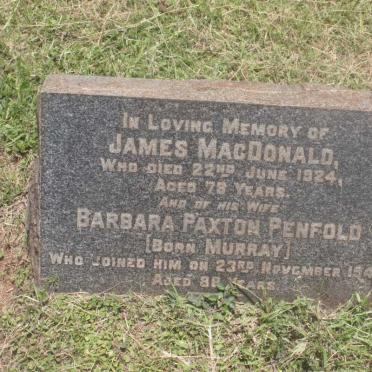 In Loving Memory of
James MacDonald,
Who died 22nd June 1924,
Aged 78 years.
And of his wife
Barbara Paxton Penfold
[Born Murray]
Who joined him on 23rd November
Aged years